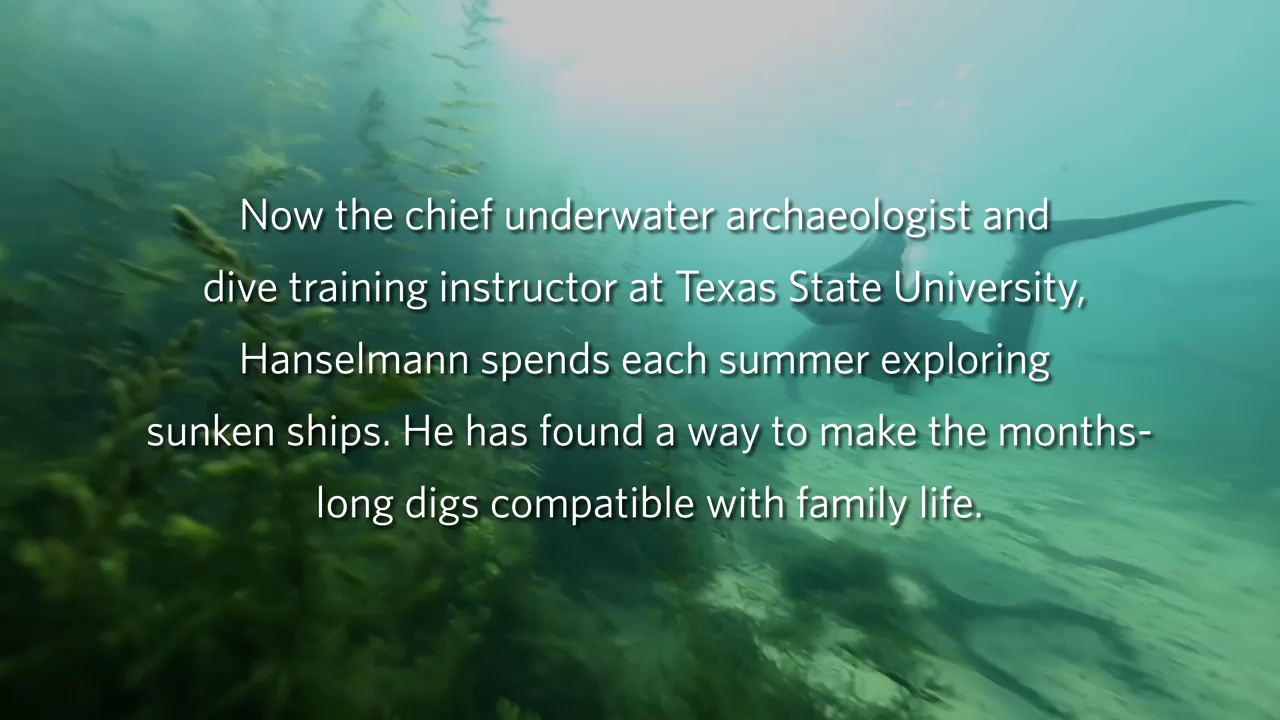 Now the chief underwater archaeologist and
dive training instructor at Texas State University,
Hanselmann spends each summer exploring
sunken ships. He has found a way to make the months-
long digs compatible with family life.